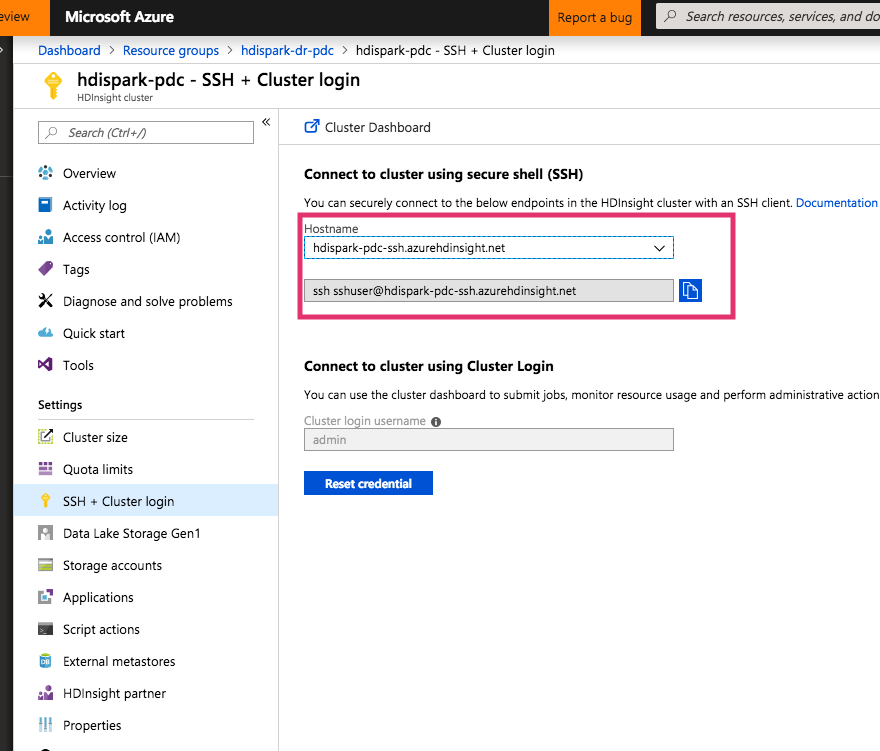 eview
Microsoft Azure
Report a bug
Search resources, services, and do
Dashboard > Resource groups > hdispark-dr-pdc > hdispark-pdc - SSH + Cluster login
hdispark-pdc - SSH + Cluster login
HDInsight cluster
Search (Ctrl+/)
«
Overview
Activity log
Access control (IAM)
Tags
Diagnose and solve problems
Quick start
Tools
Settings
Cluster size
Quota limits
SSH + Cluster login
Data Lake Storage Gen1
Storage accounts
Applications
Script actions
External metastores
HDInsight partner
Properties
Cluster Dashboard
Connect to cluster using secure shell (SSH)
You can securely connect to the below endpoints in the HDInsight cluster with an SSH client. Documentation
Hostname
hdispark-pdc-ssh.azurehdinsight.net
ssh sshuser@hdispark-pdc-ssh.azurehdinsight.net
Connect to cluster using Cluster Login
You can use the cluster dashboard to submit jobs, monitor resource usage and perform administrative action
Cluster login username
admin
Reset credential